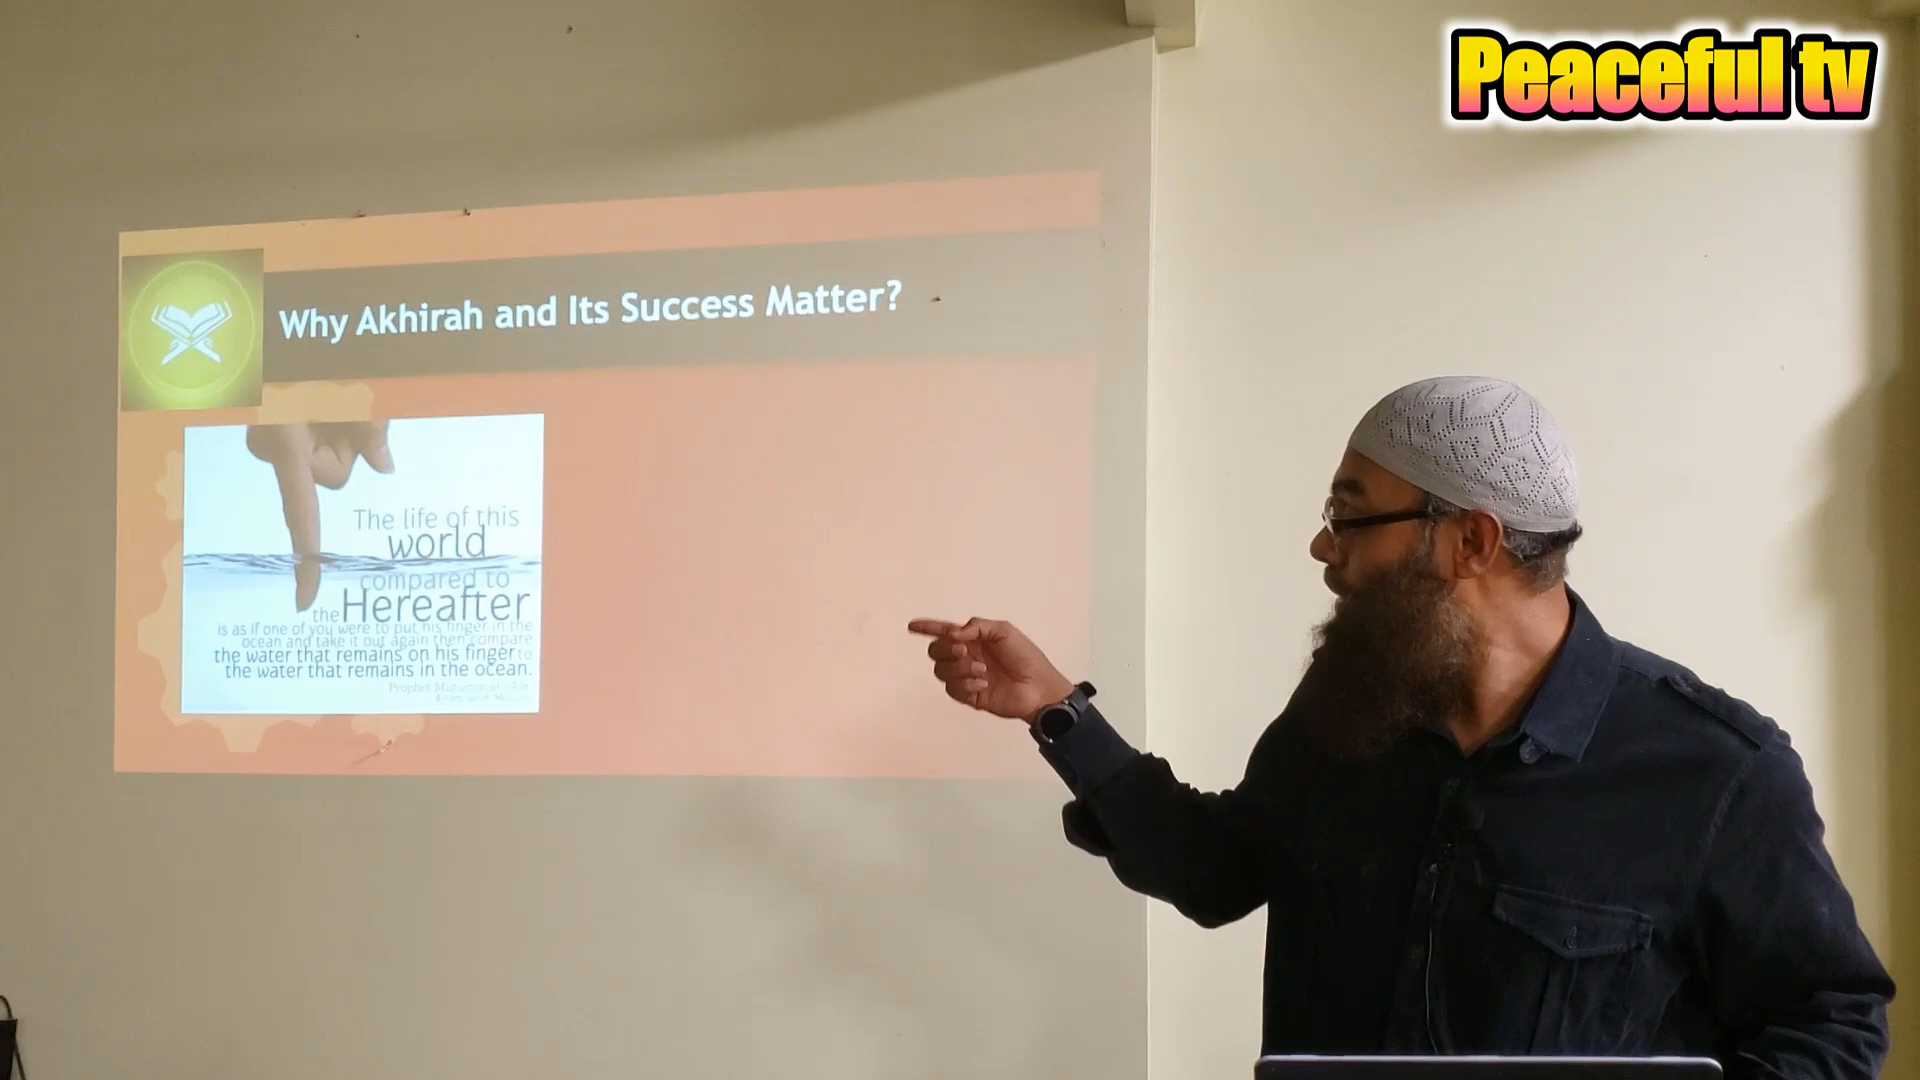 Peaceful tv
Why Akhirah and Its Success Matter?
The life of this
world
compared to
the Hereafter
is as if one of you were to put his finger in the
ocean and take it out again then compare
the water that remains on his finger to
the water that remains in the ocean.
Prophet Muhammad